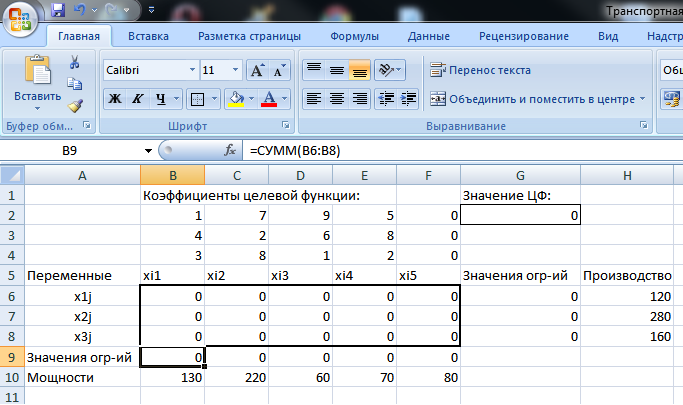 Транспортная
Главная Вставка Разметка страницы Формулы Данные Рецензирование Вид Надстр
Вставить
Calibri 11 А А Перенос текста Общ
Ж К Ч А Объединить и поместить в центре
Буфер обм... Шрифт Выравнивание
B9 fx =СУММ(B6:B8)
A B C D E F G H
1 Коэффициенты целевой функции: Значение ЦФ:
2 1 7 9 5 0 0
3 4 2 6 8 0
4 3 8 1 2 0
5 Переменные xi1 xi2 xi3 xi4 xi5 Значения огр-ий Производство
6 x1j 0 0 0 0 0 0 120
7 x2j 0 0 0 0 0 0 280
8 x3j 0 0 0 0 0 0 160
9 Значения огр-ий 0 0 0 0 0
10 Мощности 130 220 60 70 80
11